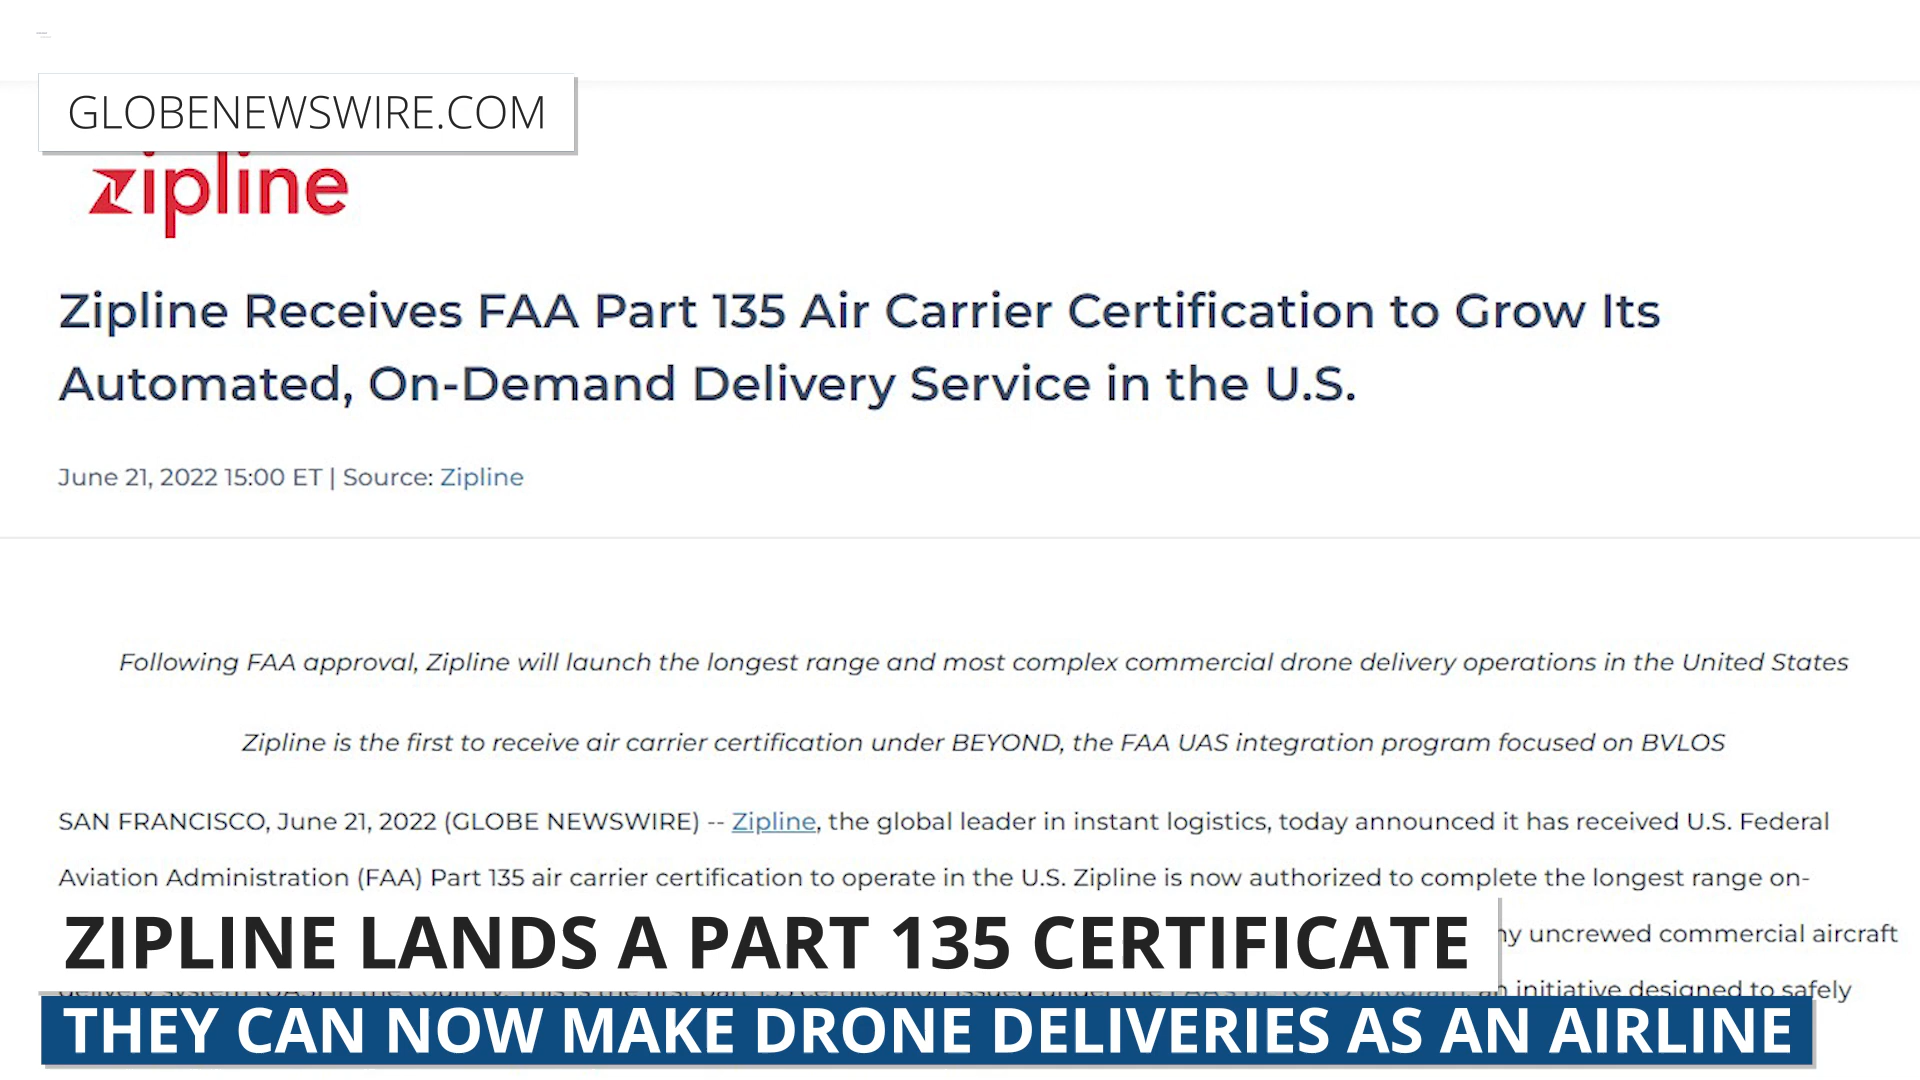 GLOBENEWSWIRE.COM
zipline
Zipline Receives FAA Part 135 Air Carrier Certification to Grow Its
Automated, On-Demand Delivery Service in the U.S.
June 21, 2022 15:00 ET | Source: Zipline
Following FAA approval, Zipline will launch the longest range and most complex commercial drone delivery operations in the United States
Zipline is the first to receive air carrier certification under BEYOND, the FAA UAS integration program focused on BVLOS
SAN FRANCISCO, June 21, 2022 (GLOBE NEWSWIRE) -- Zipline, the global leader in instant logistics, today announced it has received U.S. Federal
Aviation Administration (FAA) Part 135 air carrier certification to operate in the U.S. Zipline is now authorized to complete the longest range on-
uncrewed commercial aircraft
initiative designed to safely
ZIPLINE LANDS A PART 135 CERTIFICATE
THEY CAN NOW MAKE DRONE DELIVERIES AS AN AIRLINE